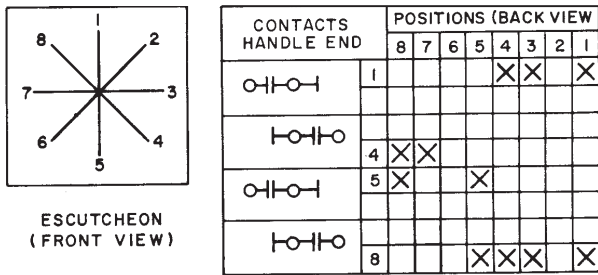 1
8 2
7 3
6 4
5
ESCUTCHEON
(FRONT VIEW)
CONTACTS
HANDLE END
POSITIONS (BACK VIEW
8 7 6 5 4 3 2 1
1 X X X
4 X X
5 X X
8 X X X X